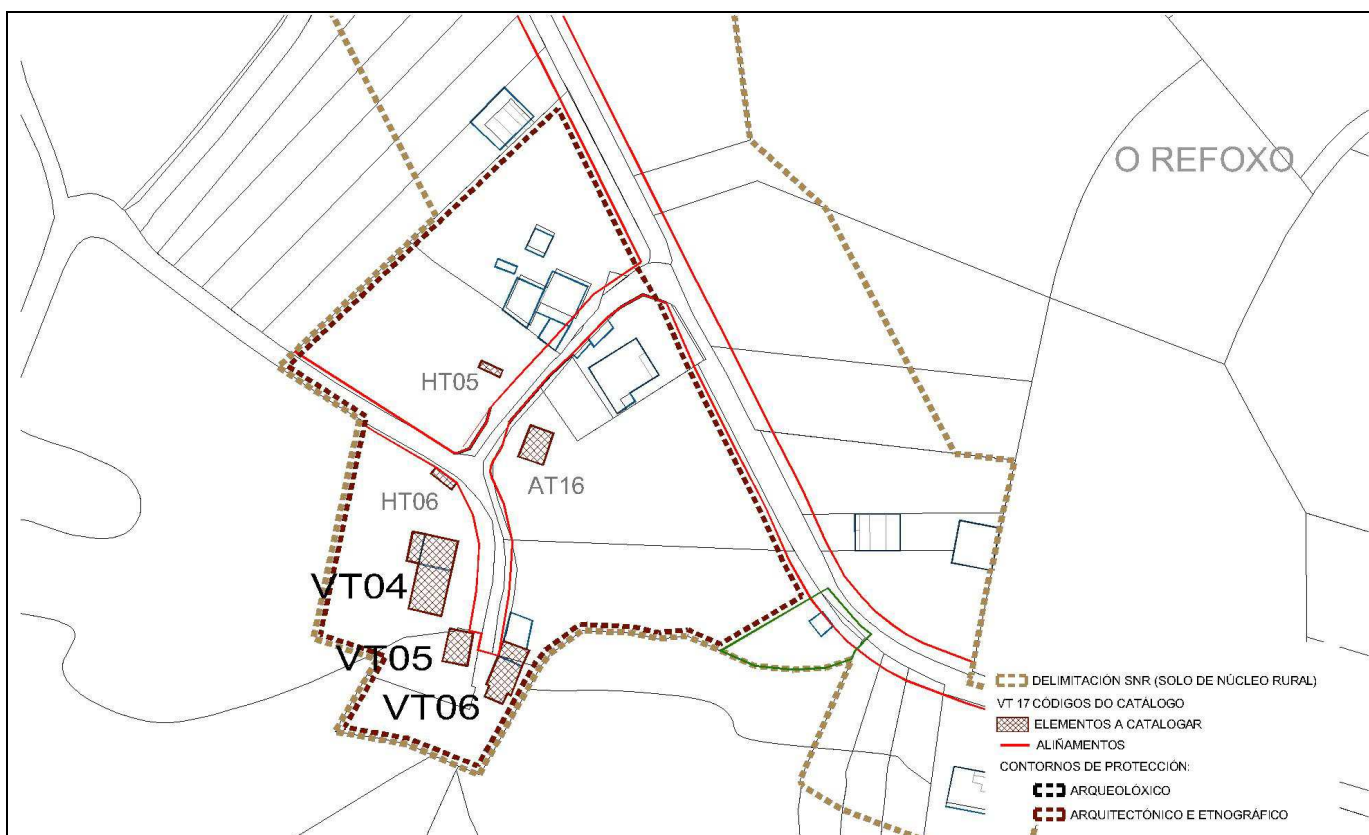 O REFOXO
HT05
HT06
AT16
VT04
VT05
VT06
DELIMITACIÓN SNR (SOLO DE NÚCLEO RURAL)
VT 17 CÓDIGOS DO CATÁLOGO
ELEMENTOS A CATALOGAR
ALIÑAMENTOS
CONTORNOS DE PROTECCIÓN:
ARQUEOLÓXICO
ARQUITECTÓNICO E ETNOGRÁFICO